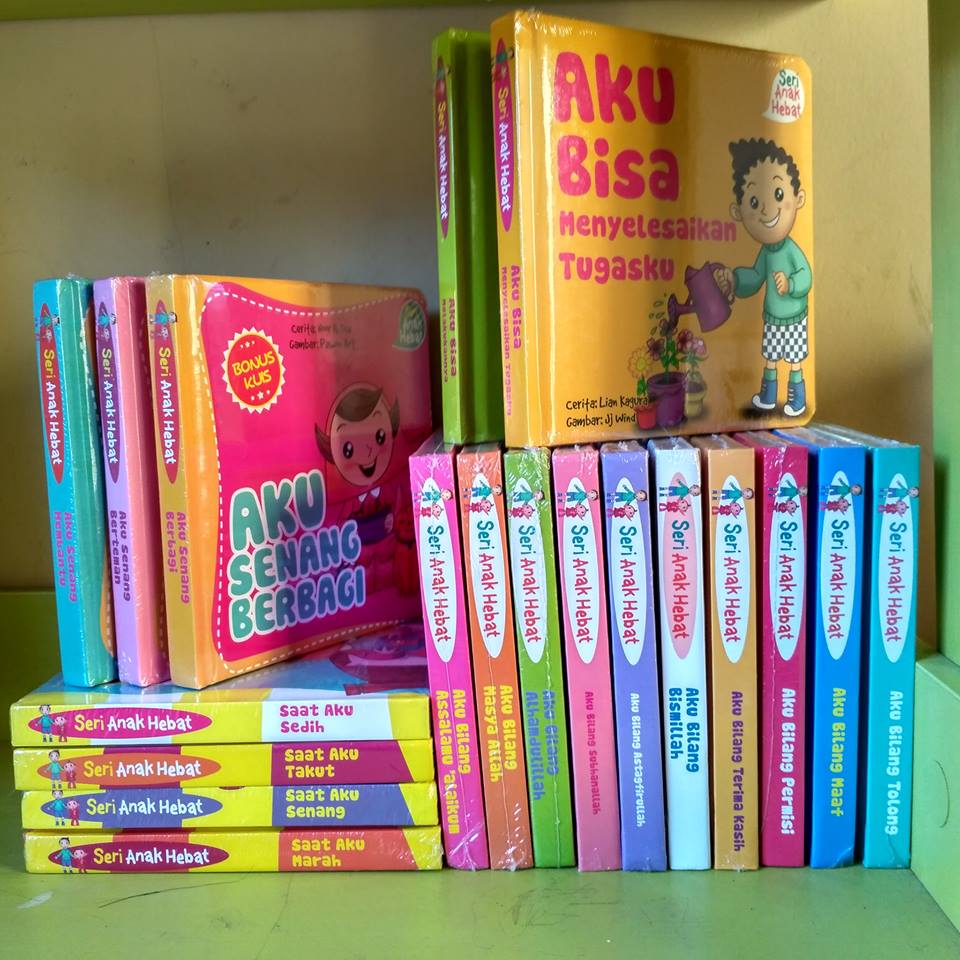 Seri Anak Hebat
Aku Bisa
Melakukannya
Seri Anak Hebat
Aku Bisa
Menyelesaikan Tugasku
Aku
Bisa
Menyelesaikan
Tugasku
Seri
Anak
Hebat
Cerita: Lian Kagura
Gambar: Jj Wind
Seri Anak Hebat
Aku Senang
Membantu
Seri Anak Hebat
Aku Senang
Berteman
Seri Anak Hebat
Aku Senang
Berbagi
BONUS
KUIS
Cerita:
Gambar:
AKU
SENANG
BERBAGI
Seri Anak Hebat
Saat Aku
Sedih
Seri Anak Hebat
Saat Aku
Takut
Seri Anak Hebat
Saat Aku
Senang
Seri Anak Hebat
Saat Aku
Marah
Seri Anak Hebat
Aku Bilang
Assalamu 'alaikum
Seri Anak Hebat
Aku Bilang
Masya Allah
Seri Anak Hebat
Aku Bilang
Alhamdulillah
Seri Anak Hebat
Aku Bilang Subhanallah
Seri Anak Hebat
Aku Bilang Astagfirullah
Seri Anak Hebat
Aku Bilang
Bismillah
Seri Anak Hebat
Aku Bilang Terima Kasih
Seri Anak Hebat
Aku Bilang Permisi
Seri Anak Hebat
Aku Bilang Maaf
Seri Anak Hebat
Aku Bilang Tolong